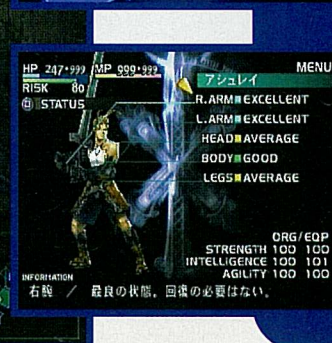 HP 247・999 MP 999・999 MENU
RISK 80 アシュレイ
STATUS R.ARM EXCELLENT
L.ARM EXCELLENT
HEAD AVERAGE
BODY GOOD
LEGS AVERAGE
ORG/EQP
STRENGTH 100 100
INTELLIGENCE 100 101
AGILITY 100 100
INFORMATION
右腕 / 最良の状態。回復の必要はない。